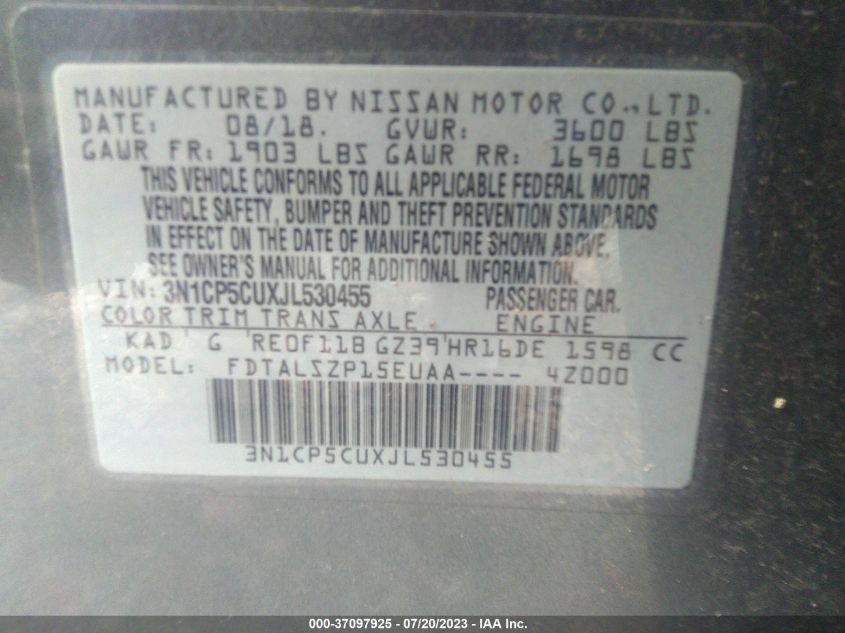 MANUFACTURED BY NISSAN MOTOR CO., LTD.
DATE: 08/18. GVWR: 3600 LBS
GAWR FR: 1903 LBS GAWR RR: 1698 LBS
THIS VEHICLE CONFORMS TO ALL APPLICABLE FEDERAL MOTOR
VEHICLE SAFETY, BUMPER AND THEFT PREVENTION STANDARDS
IN EFFECT ON THE DATE OF MANUFACTURE SHOWN ABOVE.
SEE OWNER'S MANUAL FOR ADDITIONAL INFORMATION.
VIN: 3N1CP5CUXJL530455 PASSENGER CAR.
COLOR TRIM TRANS AXLE ENGINE
KAD G RE0F11B GZ39 HR16DE 1598 CC
MODEL: FDTALSZP15EUAA---- 4Z000
3N1CP5CUXJL530455
000-37097925 - 07/20/2023 - IAA Inc.